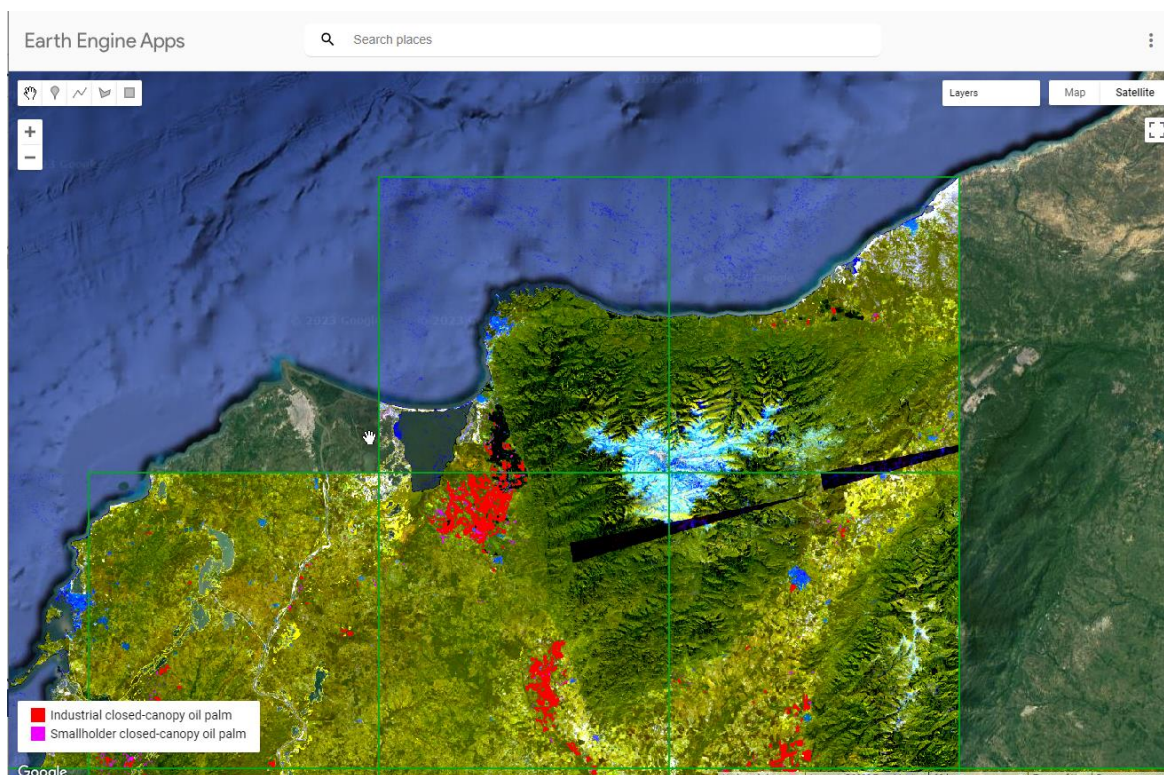 Earth Engine Apps
Search places
Layers
Map
Satellite
Industrial closed-canopy oil palm
Smallholder closed-canopy oil palm
Google